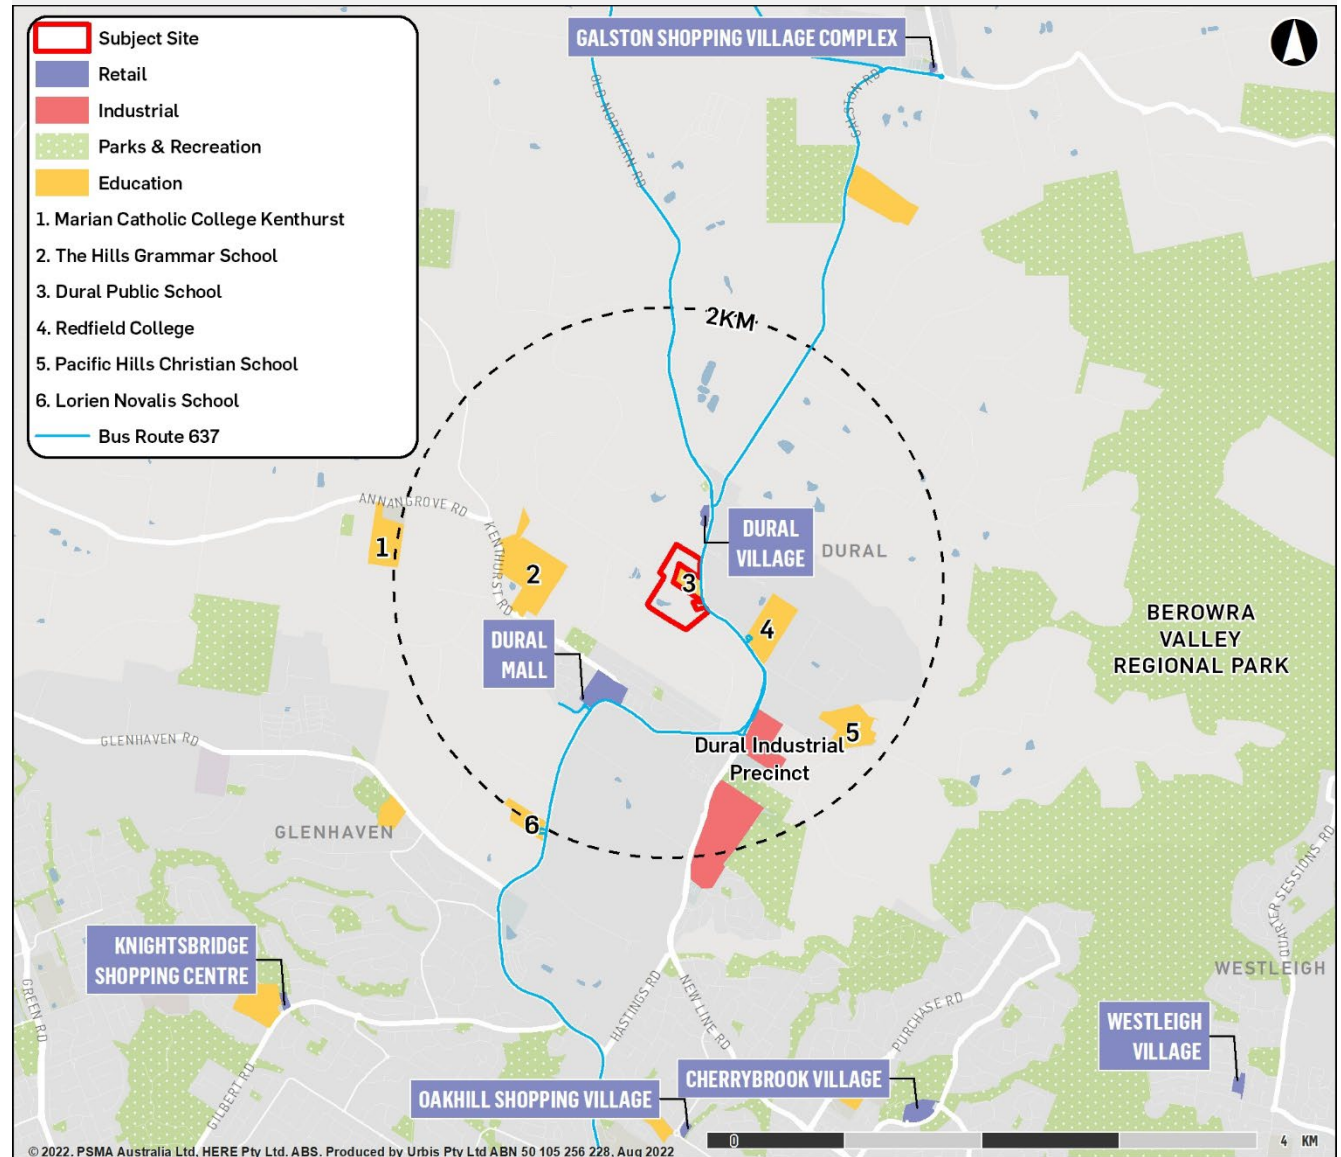 Subject Site
Retail
Industrial
Parks & Recreation
Education
1. Marian Catholic College Kenthurst
2. The Hills Grammar School
3. Dural Public School
4. Redfield College
5. Pacific Hills Christian School
6. Lorien Novalis School
Bus Route 637
GALSTON SHOPPING VILLAGE COMPLEX
OLD NORTHERN RD
GALSTON RD
2KM
ANNANGROVE RD
KENTHURST RD
1
2
3
4
DURAL
VILLAGE
DURAL
DURAL
MALL
BEROWRA
VALLEY
REGIONAL PARK
GLENHAVEN RD
Dural Industrial
Precinct
5
6
GLENHAVEN
KNIGHTSBRIDGE
SHOPPING CENTRE
GREEN RD
GILBERT RD
HASTINGS RD
NEW LINE RD
PURCHASE RD
QUARTER SESSIONS RD
WESTLEIGH
WESTLEIGH
VILLAGE
OAKHILL SHOPPING VILLAGE
CHERRYBROOK VILLAGE
0 4 KM
© 2022. PSMA Australia Ltd, HERE Pty Ltd. ABS. Produced by Urbis Pty Ltd ABN 50 105 256 228, Aug 2022